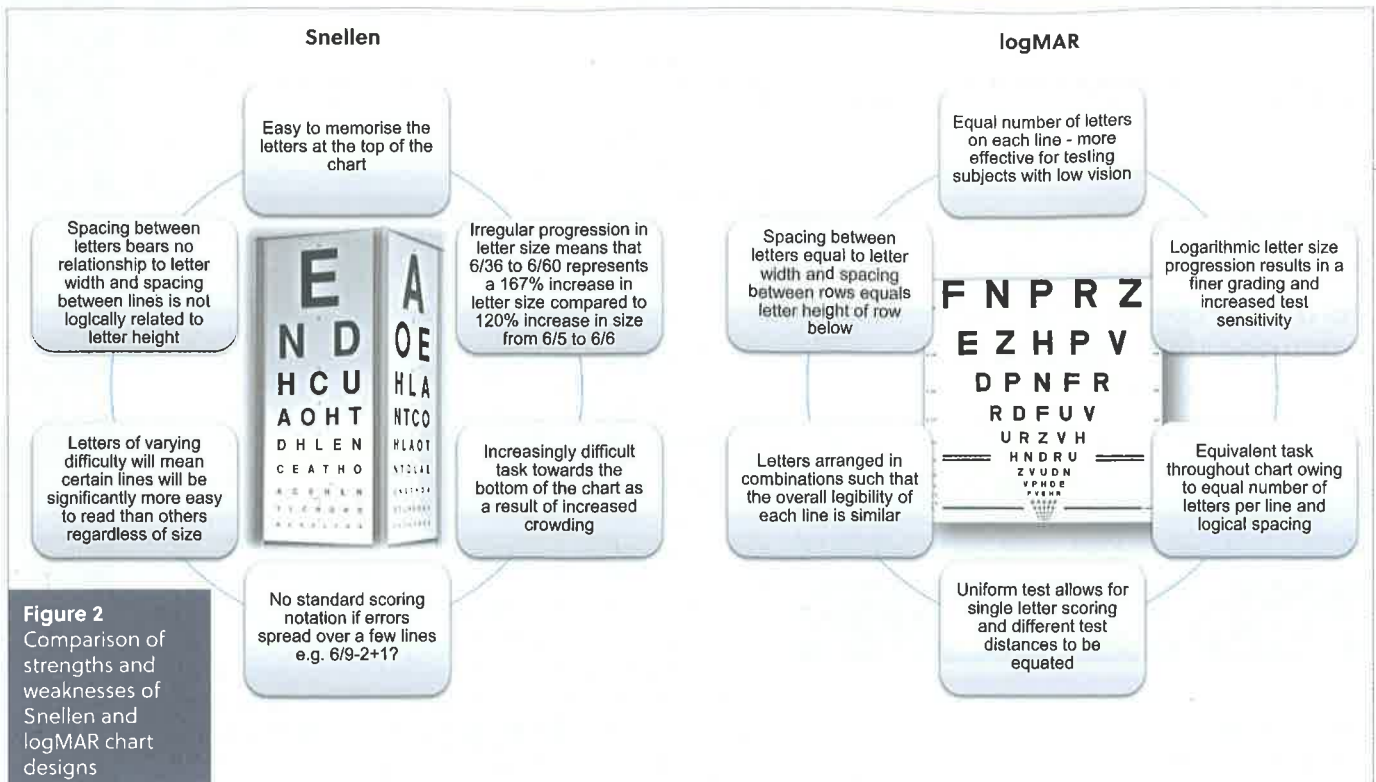 Snellen
Easy to memorise the
letters at the top of the
chart
Spacing between
letters bears no
relationship to letter
width and spacing
between lines is not
logically related to
letter height
Irregular progression in
letter size means that
6/36 to 6/60 represents
a 167% increase in
letter size compared to
120% increase in size
from 6/5 to 6/6
E
N D
H C U
A O H T
D H L E N
C E A T H O
A
O E
H L A
N T C O
H L A O T
Letters of varying
difficulty will mean
certain lines will be
significantly more easy
to read than others
regardless of size
Increasingly difficult
task towards the
bottom of the chart as
a result of increased
crowding
No standard scoring
notation if errors
spread over a few lines
e.g. 6/9-2+1?
logMAR
Equal number of letters
on each line - more
effective for testing
subjects with low vision
Spacing between
letters equal to letter
width and spacing
between rows equals
letter height of row
below
Logarithmic letter size
progression results in a
finer grading and
increased test
sensitivity
F N P R Z
E Z H P V
D P N F R
R D F U V
U R Z V H
H N D R U
Z V U D N
V P H D E
Letters arranged in
combinations such that
the overall legibility of
each line is similar
Equivalent task
throughout chart owing
to equal number of
letters per line and
logical spacing
Uniform test allows for
single letter scoring
and different test
distances to be
equated
Figure 2
Comparison of
strengths and
weaknesses of
Snellen and
logMAR chart
designs